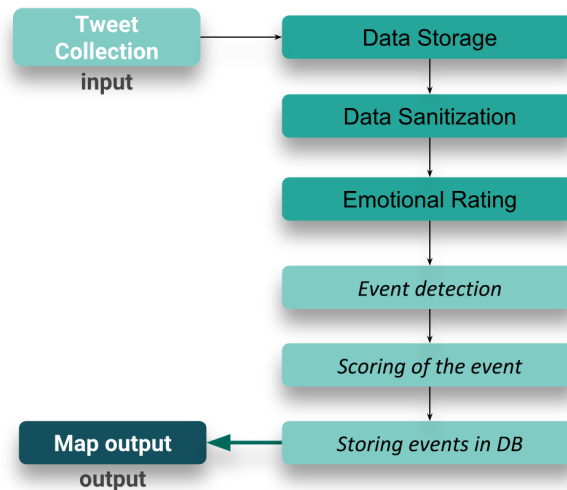 Tweet
Collection
input
Data Storage
Data Sanitization
Emotional Rating
Event detection
Scoring of the event
Storing events in DB
Map output
output